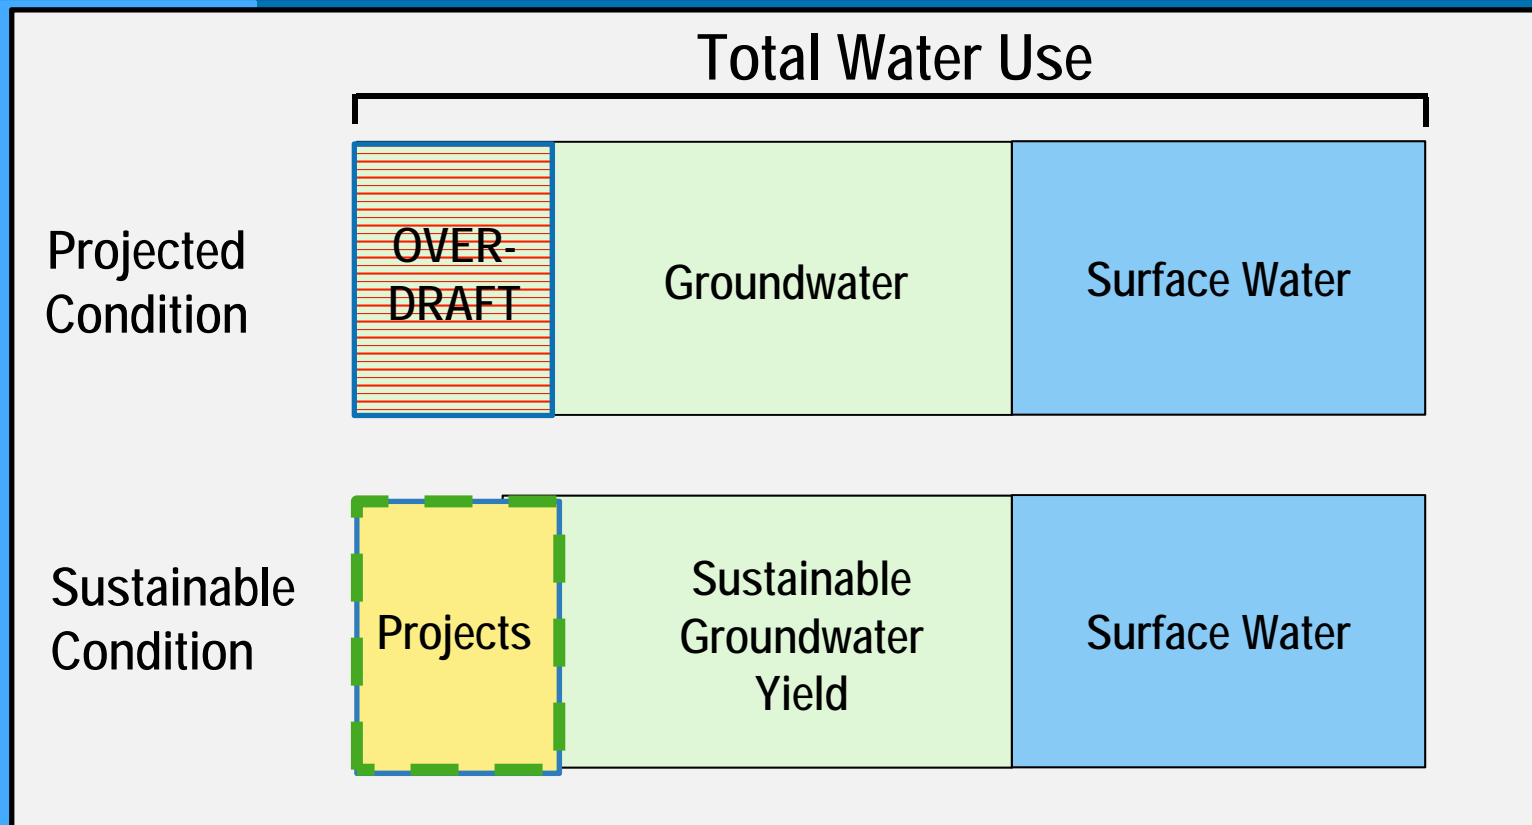 Total Water Use
Projected
Condition
OVER-
DRAFT
Groundwater
Surface Water
Sustainable
Condition
Projects
Sustainable
Groundwater
Yield
Surface Water